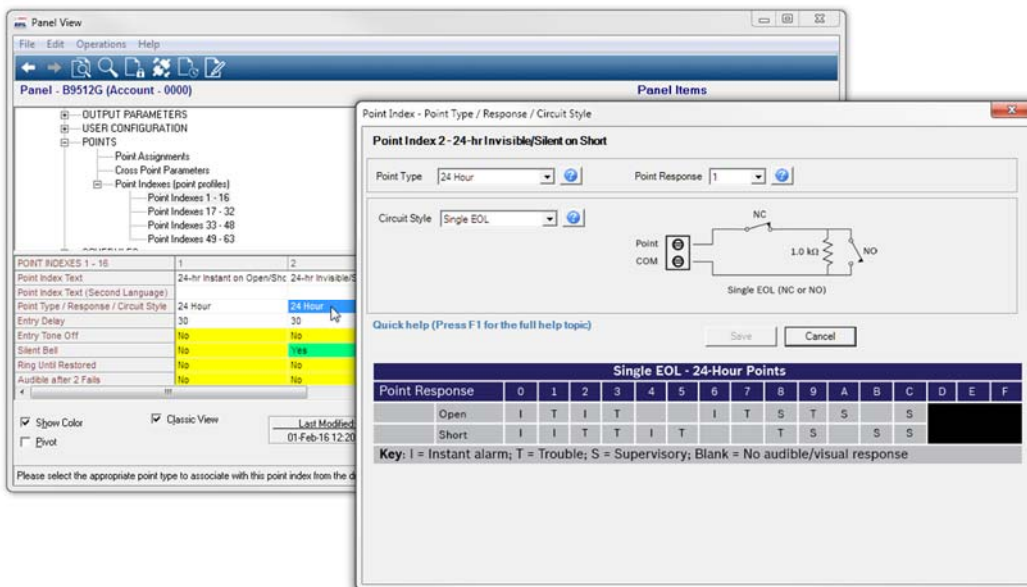 Panel View
File Edit Operations Help
Panel - B9512G (Account - 0000) Panel Items
OUTPUT PARAMETERS
USER CONFIGURATION
POINTS
Point Assignments
Cross Point Parameters
Point Indexes (point profiles)
Point Indexes 1 - 16
Point Indexes 17 - 32
Point Indexes 33 - 48
Point Indexes 49 - 63
POINT INDEXES 1 - 16 1 2
Point Index Text 24-hr Instant on Open/Shc 24-hr Invisible/S
Point Index Text (Second Language)
Point Type / Response / Circuit Style 24 Hour 24 Hour
Entry Delay 30 30
Entry Tone Off No No
Silent Bell No Yes
Ring Until Restored No No
Audible after 2 Fails No No
Show Color Classic View Last Modified:
Pivot 01-Feb-16 12:20
Please select the appropriate point type to associate with this point index from the d
Point Index - Point Type / Response / Circuit Style
Point Index 2 - 24-hr Invisible/Silent on Short
Point Type 24 Hour Point Response 1
Circuit Style Single EOL
NC
Point
COM
1.0 kΩ
NO
Single EOL (NC or NO)
Quick help (Press F1 for the full help topic)
Save Cancel
Single EOL - 24-Hour Points
Point Response 0 1 2 3 4 5 6 7 8 9 A B C D E F
Open I T I T I T S T S S
Short I I T T I T T S S S
Key: I = Instant alarm; T = Trouble; S = Supervisory; Blank = No audible/visual response